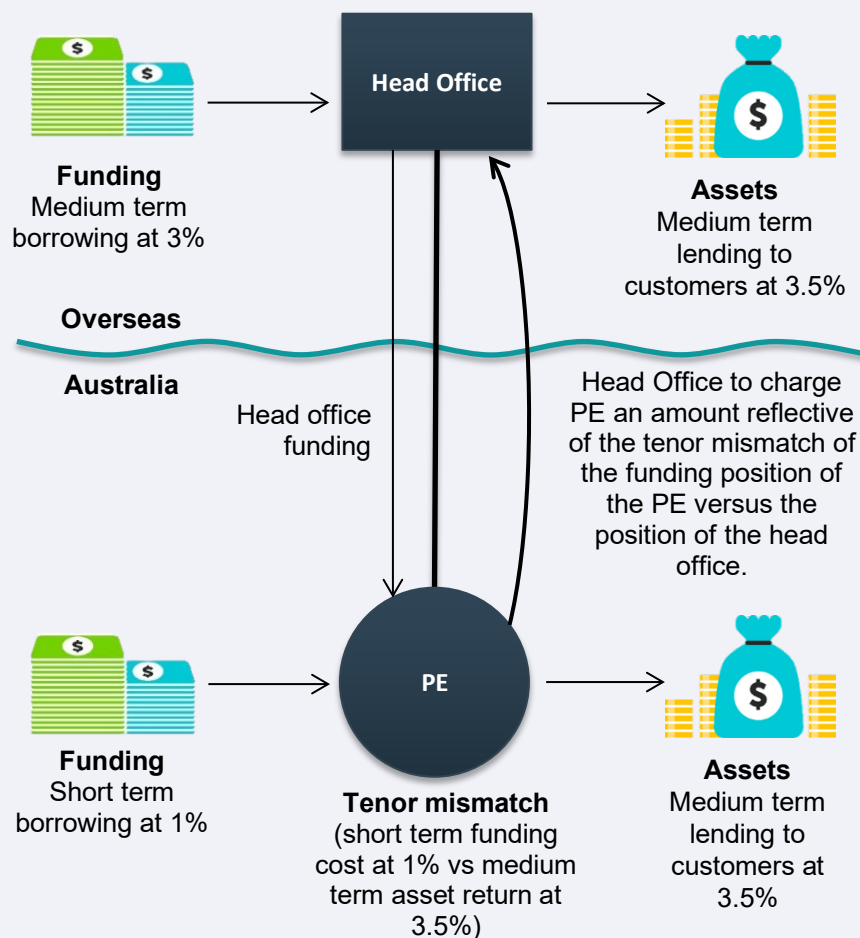 $
$
Head Office
$
Funding
Medium term
borrowing at 3%
Assets
Medium term
lending to
customers at 3.5%
Overseas
Australia
Head office
funding
Head Office to charge
PE an amount reflective
of the tenor mismatch of
the funding position of
the PE versus the
position of the head
office.
$
$
PE
$
Funding
Short term
borrowing at 1%
Tenor mismatch
(short term funding
cost at 1% vs medium
term asset return at
3.5%)
Assets
Medium term
lending to
customers at
3.5%